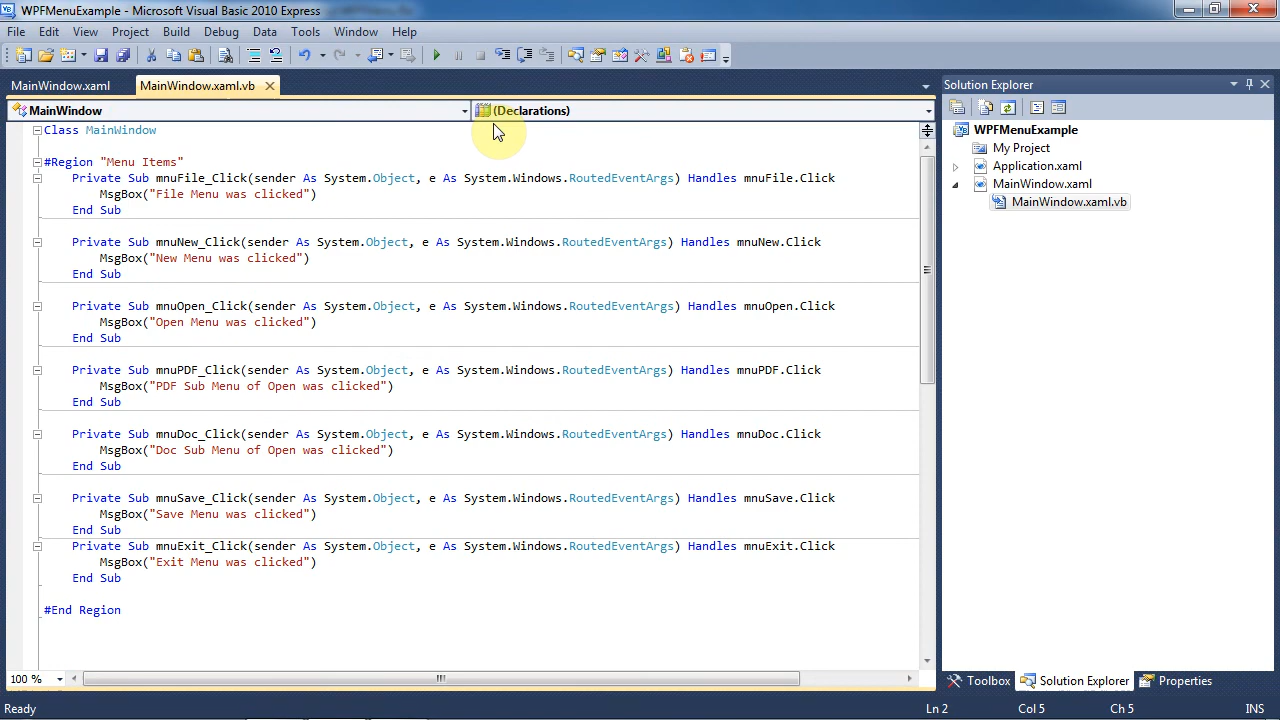 WPFMenuExample - Microsoft Visual Basic 2010 Express
File Edit View Project Build Debug Data Tools Window Help
MainWindow.xaml MainWindow.xaml.vb
MainWindow (Declarations)
Class MainWindow
#Region "Menu Items"
Private Sub mnuFile_Click(sender As System.Object, e As System.Windows.RoutedEventArgs) Handles mnuFile.Click
MsgBox("File Menu was clicked")
End Sub
Private Sub mnuNew_Click(sender As System.Object, e As System.Windows.RoutedEventArgs) Handles mnuNew.Click
MsgBox("New Menu was clicked")
End Sub
Private Sub mnuOpen_Click(sender As System.Object, e As System.Windows.RoutedEventArgs) Handles mnuOpen.Click
MsgBox("Open Menu was clicked")
End Sub
Private Sub mnuPDF_Click(sender As System.Object, e As System.Windows.RoutedEventArgs) Handles mnuPDF.Click
MsgBox("PDF Sub Menu of Open was clicked")
End Sub
Private Sub mnuDoc_Click(sender As System.Object, e As System.Windows.RoutedEventArgs) Handles mnuDoc.Click
MsgBox("Doc Sub Menu of Open was clicked")
End Sub
Private Sub mnuSave_Click(sender As System.Object, e As System.Windows.RoutedEventArgs) Handles mnuSave.Click
MsgBox("Save Menu was clicked")
End Sub
Private Sub mnuExit_Click(sender As System.Object, e As System.Windows.RoutedEventArgs) Handles mnuExit.Click
MsgBox("Exit Menu was clicked")
End Sub
#End Region
100 %
Solution Explorer
WPFMenuExample
My Project
Application.xaml
MainWindow.xaml
MainWindow.xaml.vb
Toolbox Solution Explorer Properties
Ready Ln 2 Col 5 Ch 5 INS